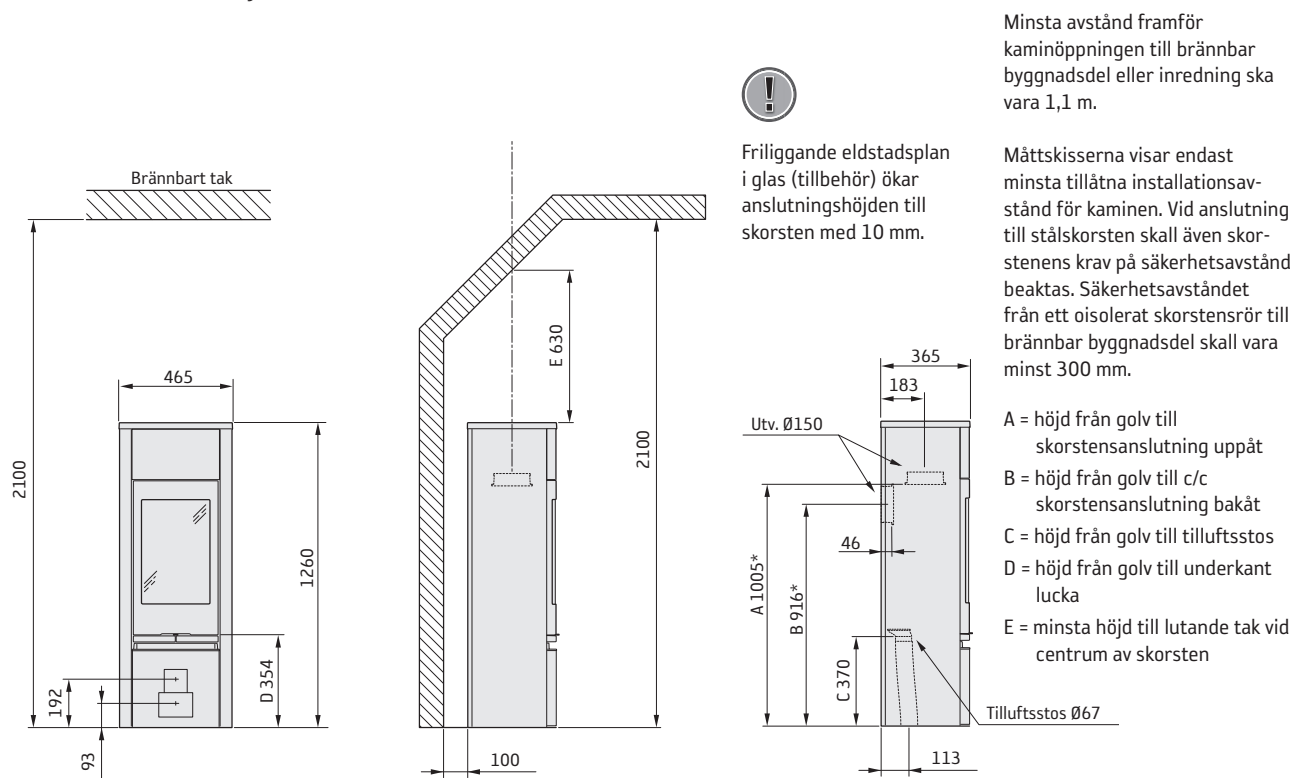 Minsta avstånd framför
kaminöppningen till brännbar
byggnadsdel eller inredning ska
vara 1,1 m.
Friliggande eldstadsplan
i glas (tillbehör) ökar
anslutningshöjden till
skorsten med 10 mm.
Måttskisserna visar endast
minsta tillåtna installationsav-
stånd för kaminen. Vid anslutning
till stålskorsten skall även skor-
stenens krav på säkerhetsavstånd
beaktas. Säkerhetsavståndet
från ett oisolerat skorstensrör till
brännbar byggnadsdel skall vara
minst 300 mm.
A = höjd från golv till
skorstensanslutning uppåt
B = höjd från golv till c/c
skorstensanslutning bakåt
C = höjd från golv till tilluftsstos
D = höjd från golv till underkant
lucka
E = minsta höjd till lutande tak vid
centrum av skorsten
Brännbart tak
2100
465
1260
D 354
192
93
E 630
2100
100
365
183
Utv. Ø150
46
A 1005*
B 916*
C 370
Tilluftsstos Ø67
113